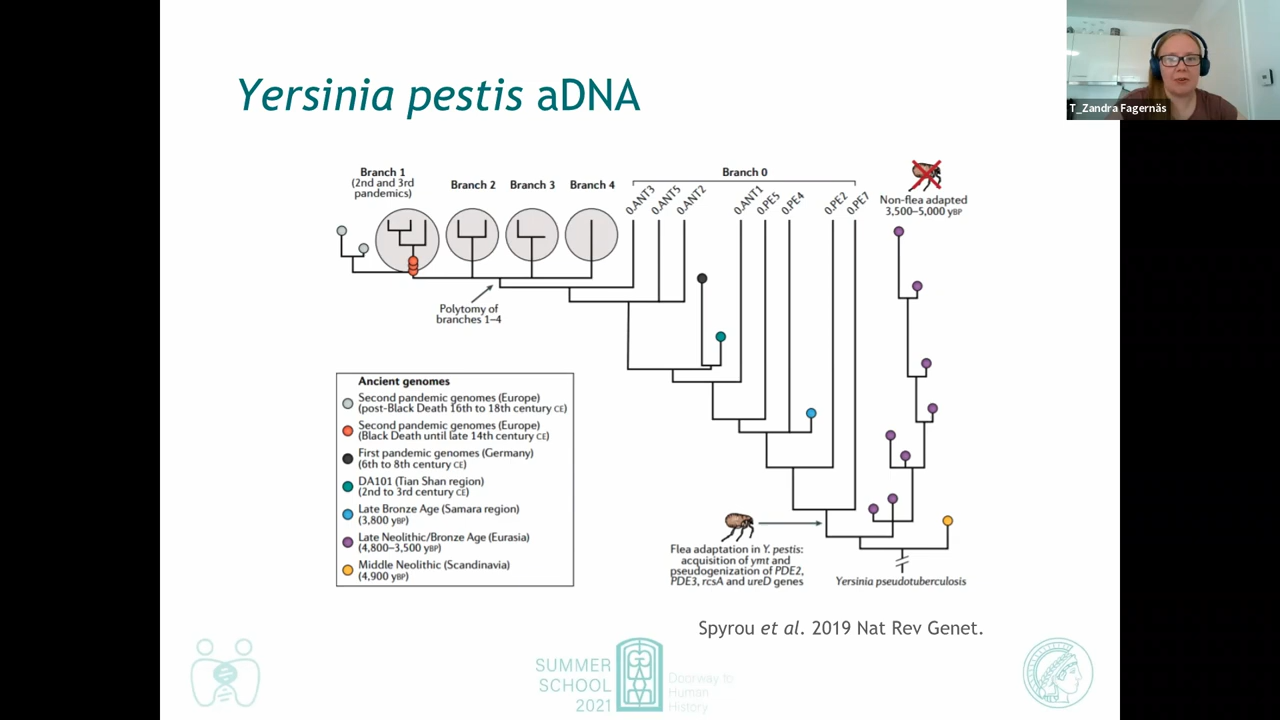 T_Zandra Fagernäs
Yersinia pestis aDNA
Branch 1
(2nd and 3rd
pandemics)
Branch 2
Branch 3
Branch 4
Branch 0
0.ANT3
0.ANT5
0.ANT2
0.ANT1
0.PE5
0.PE4
0.PE2
0.PE7
Non-flea adapted
3,500–5,000 yBP
Polytomy of
branches 1–4
Ancient genomes
Second pandemic genomes (Europe)
(post-Black Death 16th to 18th century CE)
Second pandemic genomes (Europe)
(Black Death until late 14th century CE)
First pandemic genomes (Germany)
(6th to 8th century CE)
DA101 (Tian Shan region)
(2nd to 3rd century CE)
Late Bronze Age (Samara region)
(3,800 yBP)
Late Neolithic/Bronze Age (Eurasia)
(4,800–3,500 yBP)
Middle Neolithic (Scandinavia)
(4,900 yBP)
Flea adaptation in Y. pestis:
acquisition of ymt and
pseudogenization of PDE2,
PDE3, rcsA and ureD genes
Yersinia pseudotuberculosis
Spyrou et al. 2019 Nat Rev Genet.
SUMMER
SCHOOL
2021
Doorway to
Human
History